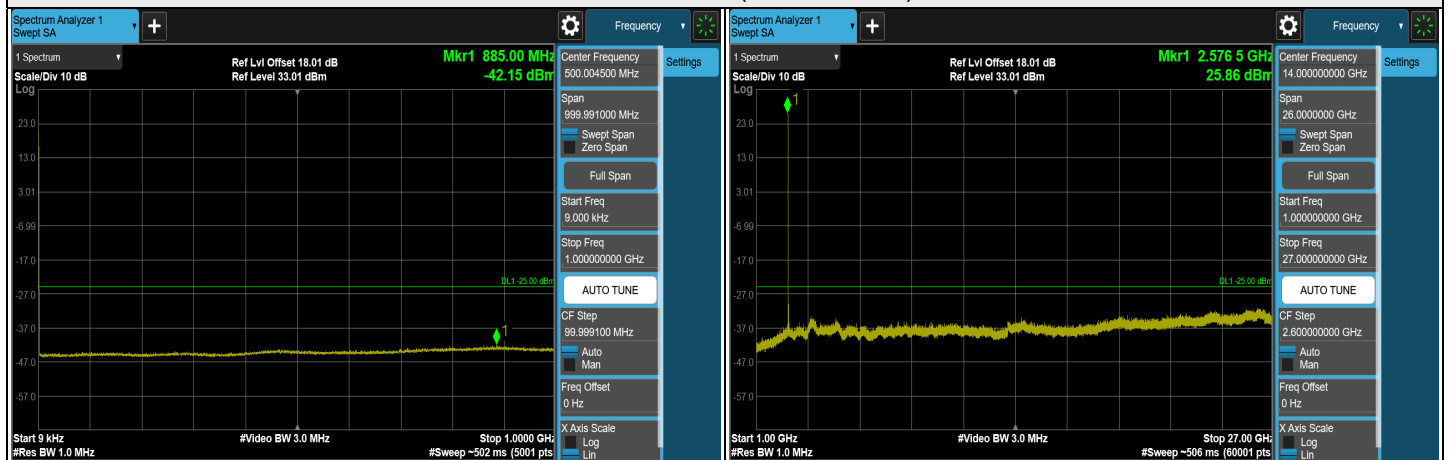 Spectrum Analyzer 1
Swept SA
Frequency
1 Spectrum
Scale/Div 10 dB
Log
Ref Lvl Offset 18.01 dB
Ref Level 33.01 dBm
Mkr1 885.00 MHz
-42.15 dBm
1
23.0
13.0
3.01
-6.99
-17.0
-27.0
-37.0
-47.0
-57.0
DL1 -25.00 dBm
Start 9 kHz
#Res BW 1.0 MHz
#Video BW 3.0 MHz
Stop 1.0000 GHz
#Sweep ~502 ms (5001 pts
Center Frequency
500.004500 MHz
Settings
Span
999.991000 MHz
Swept Span
Zero Span
Full Span
Start Freq
9.000 kHz
Stop Freq
1.000000000 GHz
AUTO TUNE
CF Step
99.999100 MHz
Auto
Man
Freq Offset
0 Hz
X Axis Scale
Log
Lin
Spectrum Analyzer 1
Swept SA
Frequency
1 Spectrum
Scale/Div 10 dB
Log
Ref Lvl Offset 18.01 dB
Ref Level 33.01 dBm
Mkr1 2.576 5 GHz
25.86 dBm
1
23.0
13.0
3.01
-6.99
-17.0
-27.0
-37.0
-47.0
-57.0
DL1 -25.00 dBm
Start 1.00 GHz
#Res BW 1.0 MHz
#Video BW 3.0 MHz
Stop 27.00 GHz
#Sweep ~506 ms (60001 pts
Center Frequency
14.000000000 GHz
Settings
Span
26.0000000 GHz
Swept Span
Zero Span
Full Span
Start Freq
1.000000000 GHz
Stop Freq
27.000000000 GHz
AUTO TUNE
CF Step
2.600000000 GHz
Auto
Man
Freq Offset
0 Hz
X Axis Scale
Log
Lin